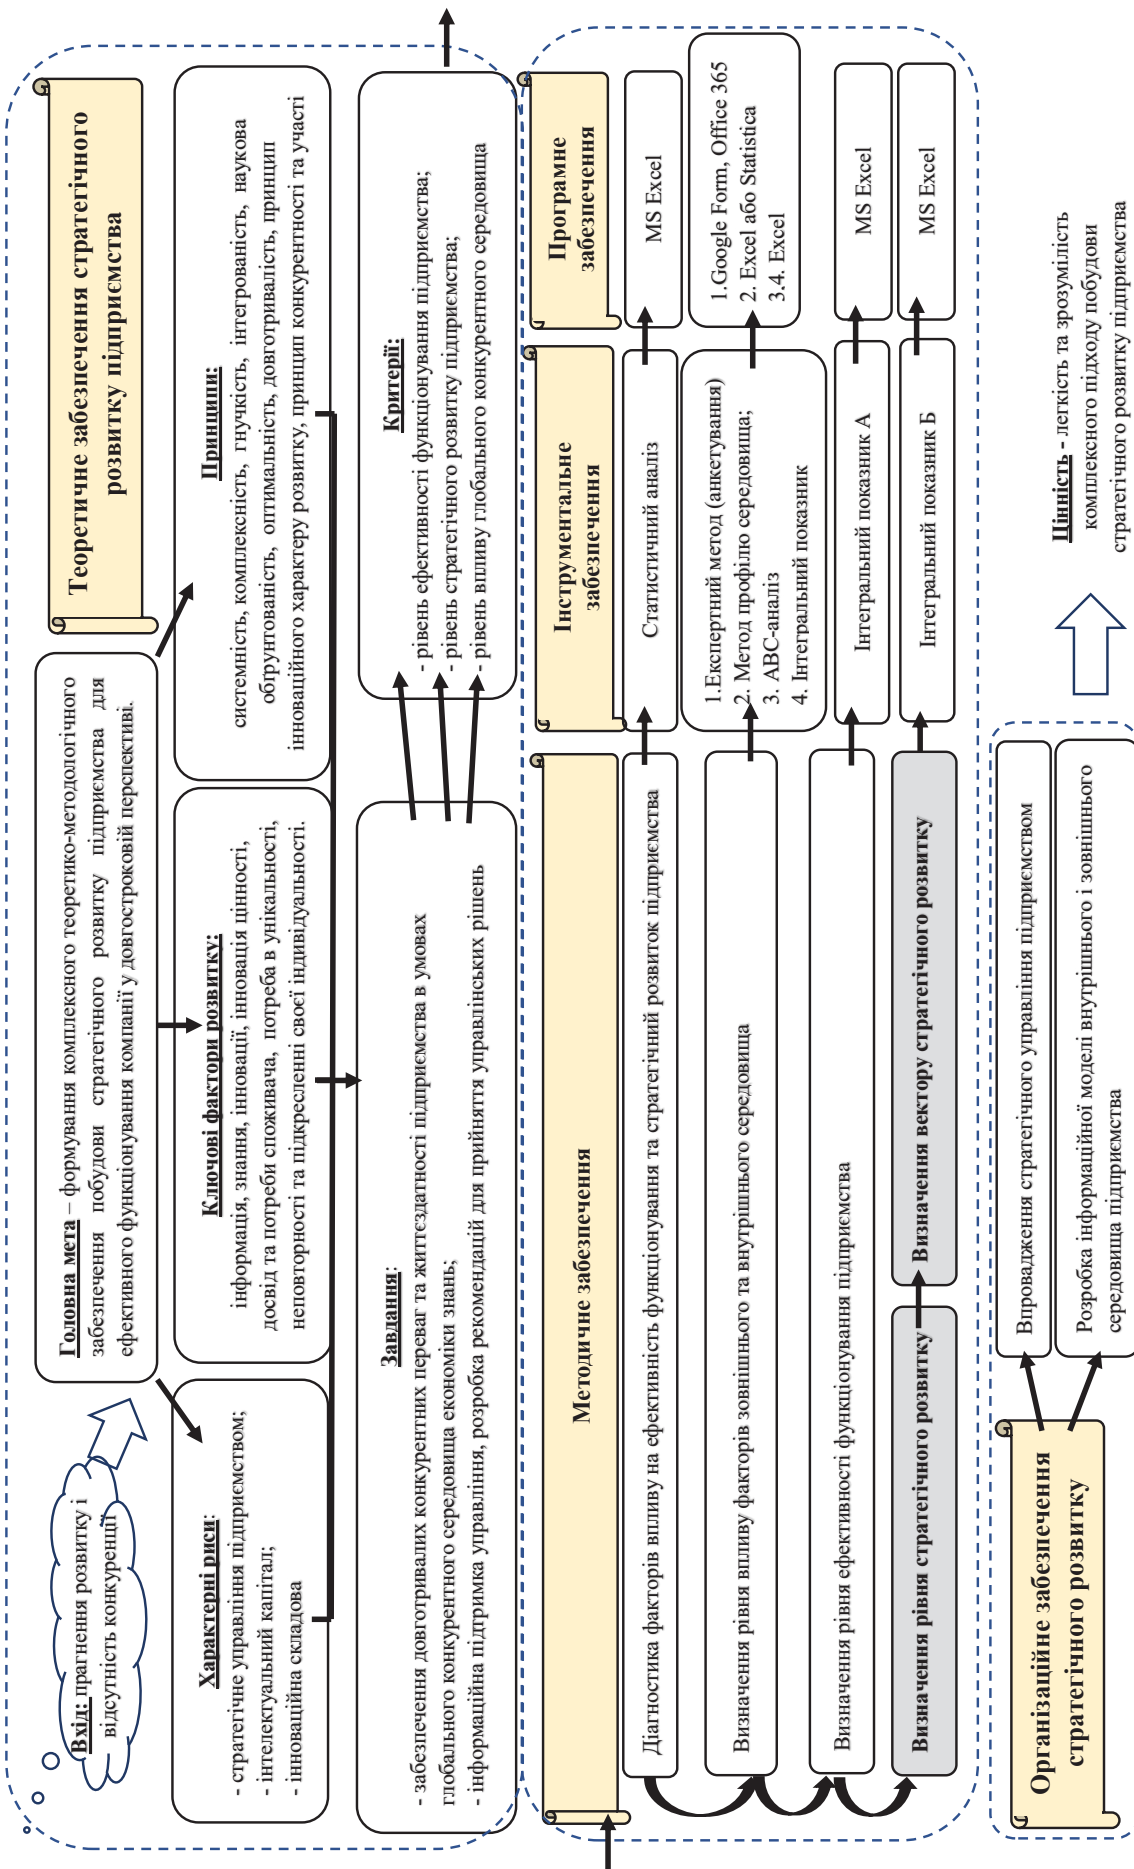 Вхід: прагнення розвитку і
відсутність конкуренції
Головна мета – формування комплексного теоретико-методологічного
забезпечення побудови стратегічного розвитку підприємства для
ефективного функціонування компанії у довгостроковій перспективі.
Теоретичне забезпечення стратегічного
розвитку підприємства
Характерні риси:
- стратегічне управління підприємством;
- інтелектуальний капітал;
- інноваційна складова
Ключові фактори розвитку:
інформація, знання, інновації, інновація цінності,
досвід та потреби споживача, потреба в унікальності,
неповторності та підкресленні своєї індивідуальності.
Принципи:
системність, комплексність, гнучкість, інтегрованість, наукова
обґрунтованість, оптимальність, довготривалість, принцип
інноваційного характеру розвитку, принцип конкурентності та участі
Завдання:
- забезпечення довготривалих конкурентних переваг та життєздатності підприємства в умовах
глобального конкурентного середовища економіки знань;
- інформаційна підтримка управління, розробка рекомендацій для прийняття управлінських рішень
Критерії:
- рівень ефективності функціонування підприємства;
- рівень стратегічного розвитку підприємства;
- рівень впливу глобального конкурентного середовища
Методичне забезпечення
Інструментальне
забезпечення
Програмне
забезпечення
Діагностика факторів впливу на ефективність функціонування та стратегічний розвиток підприємства
Статистичний аналіз
MS Excel
Визначення рівня впливу факторів зовнішнього та внутрішнього середовища
1.Експертний метод (анкетування)
2. Метод профілю середовища;
3. АВС-аналіз
4. Інтегральний показник
1.Google Form, Office 365
2. Excel або Statistica
3.4. Excel
Визначення рівня ефективності функціонування підприємства
Інтегральний показник А
MS Excel
Визначення рівня стратегічного розвитку
Визначення вектору стратегічного розвитку
Інтегральний показник Б
MS Excel
Організаційне забезпечення
стратегічного розвитку
Впровадження стратегічного управління підприємством
Розробка інформаційної моделі внутрішнього і зовнішнього
середовища підприємства
Цінність - легкість та зрозумілість
комплексного підходу побудови
стратегічного розвитку підприємства